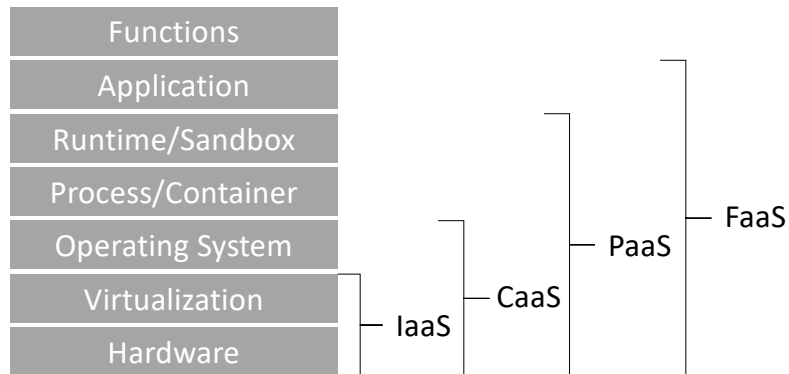 Functions
Application
Runtime/Sandbox
Process/Container
Operating System
Virtualization
Hardware
IaaS
CaaS
PaaS
FaaS